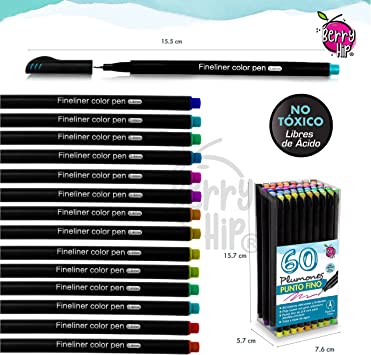 15.5 cm
Berry
Hip®
Fineliner color pen
NO
TÓXICO
Libres
de Ácido
Fineliner color pen
Fineliner color pen
Fineliner color pen
Fineliner color pen
Fineliner color pen
Fineliner color pen
Fineliner color pen
Fineliner color pen
Fineliner color pen
Fineliner color pen
Fineliner color pen
Fineliner color pen
Fineliner color pen
Berry
Hip®
15.7 cm
60
Plumones
PUNTO FINO
5.7 cm
7.6 cm